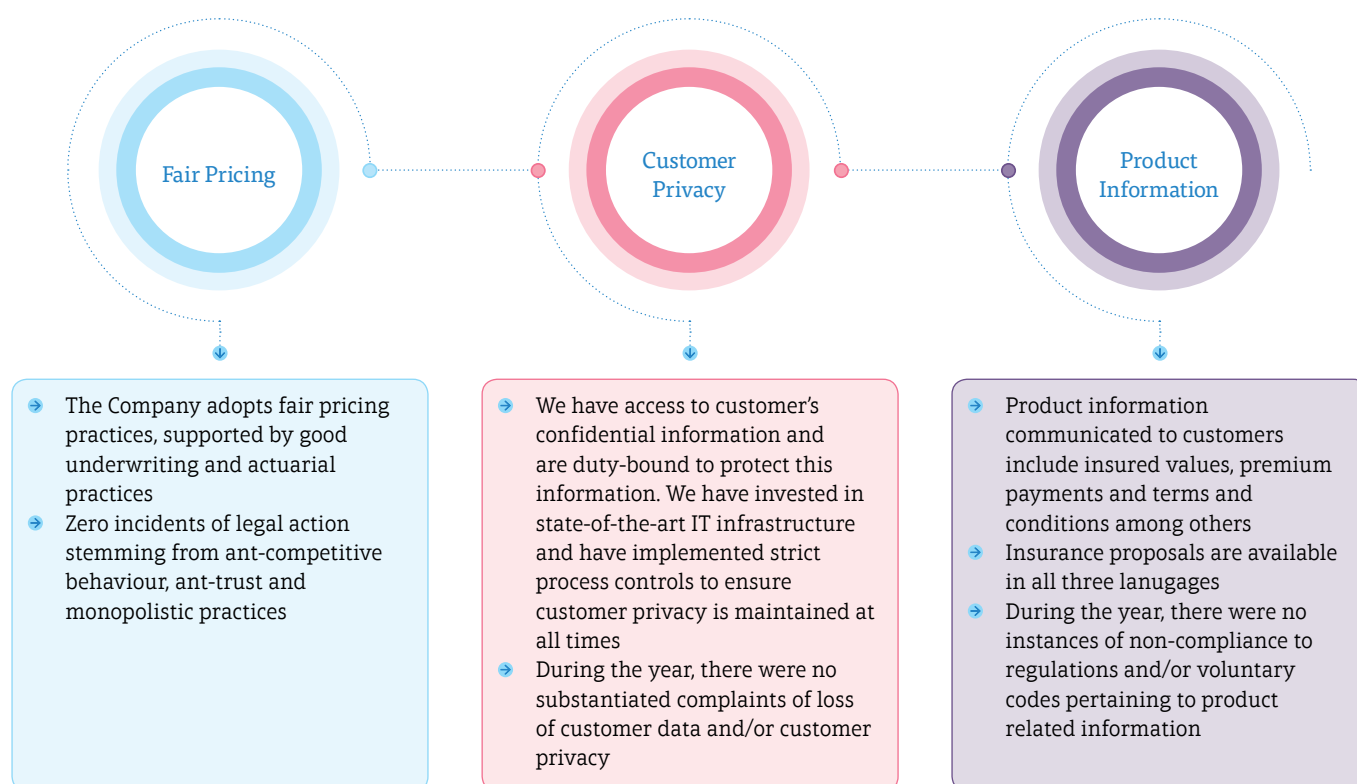 Fair Pricing
Customer
Privacy
Product
Information
The Company adopts fair pricing
practices, supported by good
underwriting and actuarial
practices
Zero incidents of legal action
stemming from ant-competitive
behaviour, ant-trust and
monopolistic practices
We have access to customer’s
confidential information and
are duty-bound to protect this
information. We have invested in
state-of-the-art IT infrastructure
and have implemented strict
process controls to ensure
customer privacy is maintained at
all times
During the year, there were no
substantiated complaints of loss
of customer data and/or customer
privacy
Product information
communicated to customers
include insured values, premium
payments and terms and
conditions among others
Insurance proposals are available
in all three lanugages
During the year, there were no
instances of non-compliance to
regulations and/or voluntary
codes pertaining to product
related information